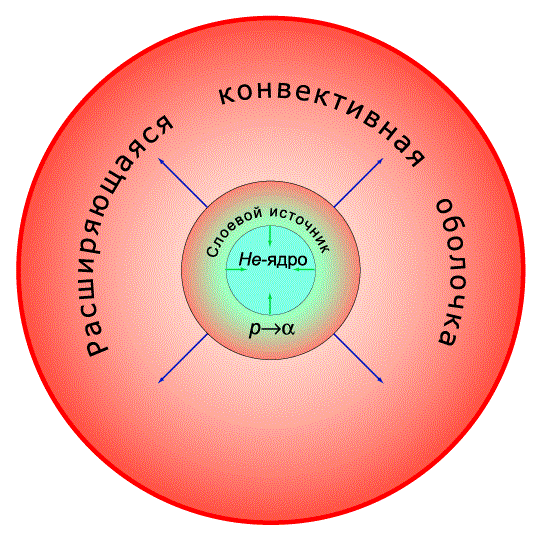 Расширяющаяся конвективная оболочка
Слоевой источник
He-ядро
p→α